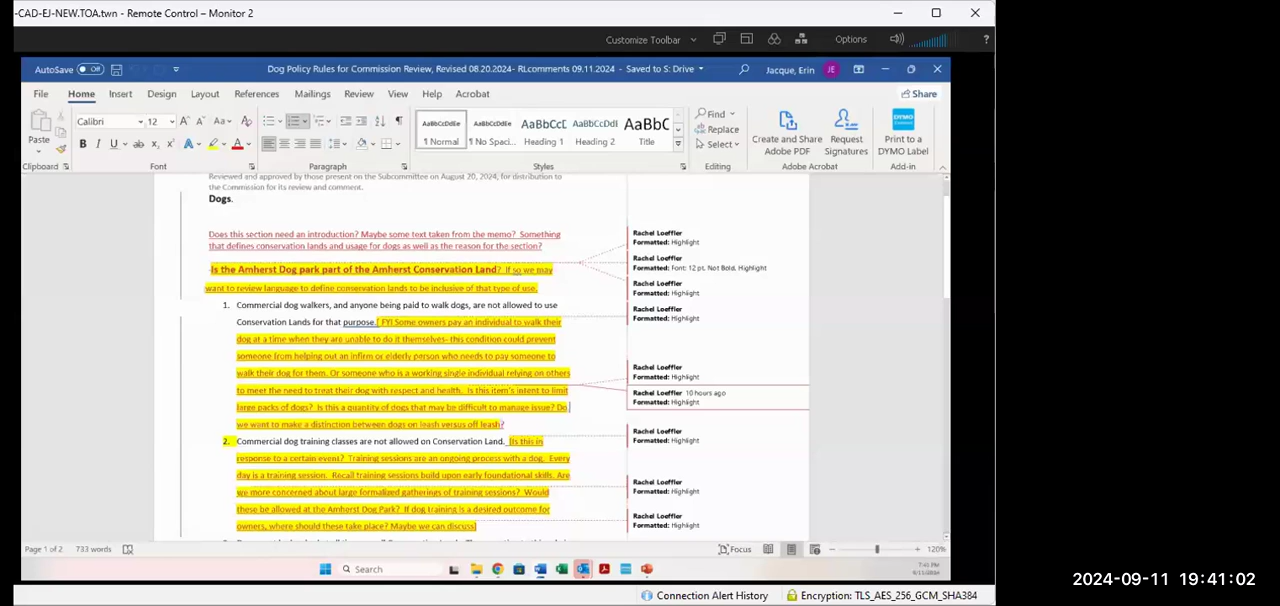 -CAD-EJ-NEW.TOA.twn - Remote Control – Monitor 2
Customize Toolbar
Options
?
AutoSave Off
Dog Policy Rules for Commission Review, Revised 08.20.2024- RLcomments 09.11.2024 - Saved to S: Drive
Jacque, Erin JE
File Home Insert Design Layout References Mailings Review View Help Acrobat
Share
Paste
Calibri 12
AaBbCcDdEe AaBbCcDdEe AaBbCcC AaBbCcDdI AaBbC
¶ Normal ¶ No Spaci... Heading 1 Heading 2 Title
Find
Replace
Select
Create and Share Adobe PDF
Request Signatures
DYMO
Print to a DYMO Label
Clipboard Font Paragraph Styles Editing Adobe Acrobat Add-in
Reviewed and approved by those present on the Subcommittee on August 20, 2024, for distribution to
the Commission for its review and comment.
Dogs.
Does this section need an introduction? Maybe some text taken from the memo? Something
that defines conservation lands and usage for dogs as well as the reason for the section?
Is the Amherst Dog park part of the Amherst Conservation Land? If so we may
want to review language to define conservation lands to be inclusive of that type of use.
1. Commercial dog walkers, and anyone being paid to walk dogs, are not allowed to use
Conservation Lands for that purpose.[ FYI Some owners pay an individual to walk their
dog at a time when they are unable to do it themselves- this condition could prevent
someone from helping out an infirm or elderly person who needs to pay someone to
walk their dog for them. Or someone who is a working single individual relying on others
to meet the need to treat their dog with respect and health. Is this item's intent to limit
large packs of dogs? Is this a quantity of dogs that may be difficult to manage issue? Do
we want to make a distinction between dogs on leash versus off leash?
2. Commercial dog training classes are not allowed on Conservation Land. [Is this in
response to a certain event? Training sessions are an ongoing process with a dog. Every
day is a training session. Recall training sessions build upon early foundational skills. Are
we more concerned about large formalized gatherings of training sessions? Would
these be allowed at the Amherst Dog Park? If dog training is a desired outcome for
owners, where should these take place? Maybe we can discuss]
Rachel Loeffler
Formatted: Highlight
Rachel Loeffler
Formatted: Font: 12 pt, Not Bold, Highlight
Rachel Loeffler
Formatted: Highlight
Rachel Loeffler
Formatted: Highlight
Rachel Loeffler
Formatted: Highlight
Rachel Loeffler 10 hours ago
Formatted: Highlight
Rachel Loeffler
Formatted: Highlight
Rachel Loeffler
Formatted: Highlight
Rachel Loeffler
Formatted: Highlight
Page 1 of 2 733 words
Focus
120%
Search
9/11/2024
Connection Alert History
Encryption: TLS_AES_256_GCM_SHA384
2024-09-11 19:41:02